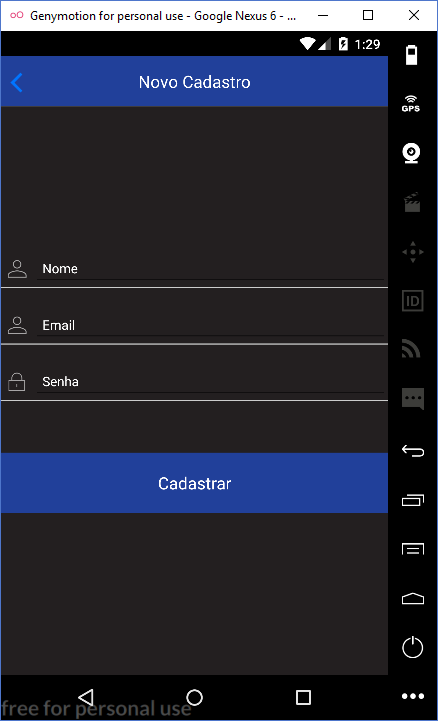 Genymotion for personal use - Google Nexus 6 - ...
1:29
Novo Cadastro
GPS
Nome
ID
Email
Senha
Cadastrar
free for personal use